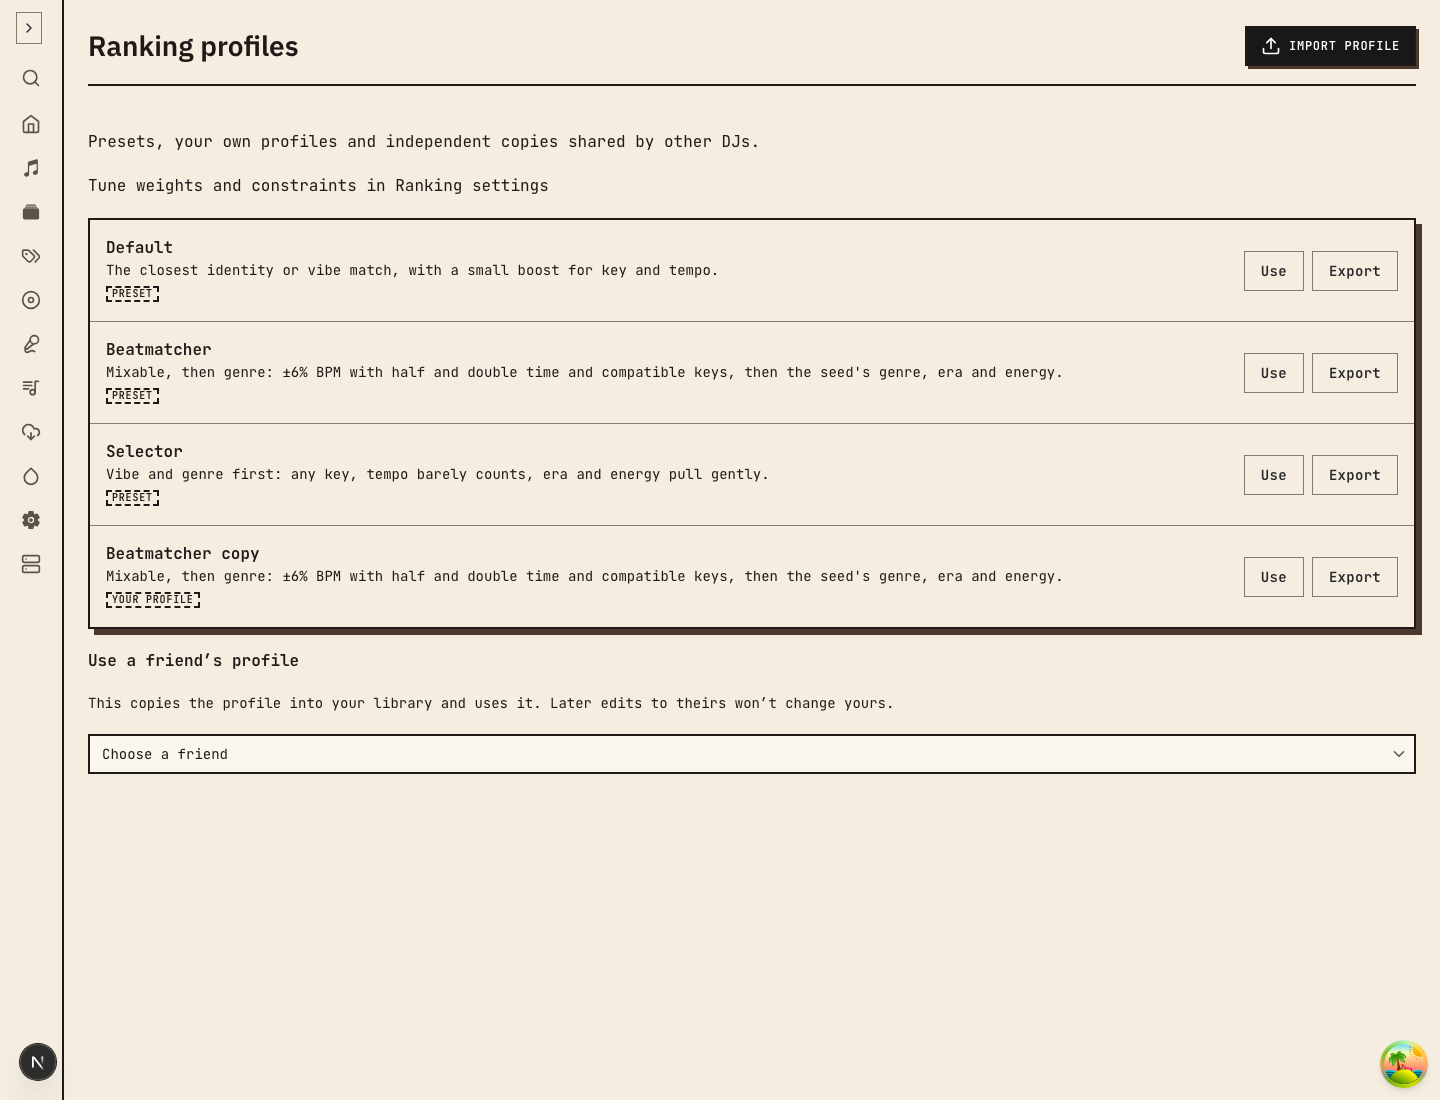 Ranking profiles
IMPORT PROFILE
Presets, your own profiles and independent copies shared by other DJs.
Tune weights and constraints in Ranking settings
Default
The closest identity or vibe match, with a small boost for key and tempo.
PRESET
Use
Export
Beatmatcher
Mixable, then genre: ±6% BPM with half and double time and compatible keys, then the seed's genre, era and energy.
PRESET
Use
Export
Selector
Vibe and genre first: any key, tempo barely counts, era and energy pull gently.
PRESET
Use
Export
Beatmatcher copy
Mixable, then genre: ±6% BPM with half and double time and compatible keys, then the seed's genre, era and energy.
YOUR PROFILE
Use
Export
Use a friend’s profile
This copies the profile into your library and uses it. Later edits to theirs won’t change yours.
Choose a friend
N